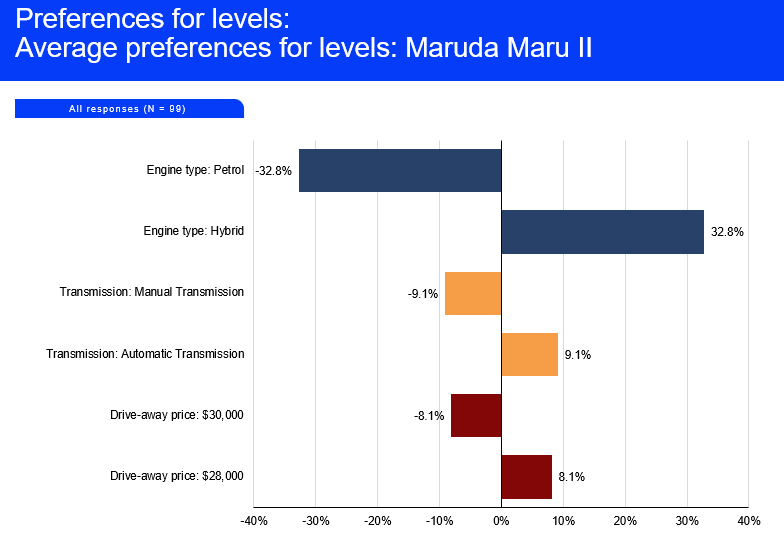 Preferences for levels:
Average preferences for levels: Maruda Maru II
All responses (N = 99)
Engine type: Petrol -32.8%
Engine type: Hybrid 32.8%
Transmission: Manual Transmission -9.1%
Transmission: Automatic Transmission 9.1%
Drive-away price: $30,000 -8.1%
Drive-away price: $28,000 8.1%
-40% -30% -20% -10% 0% 10% 20% 30% 40%